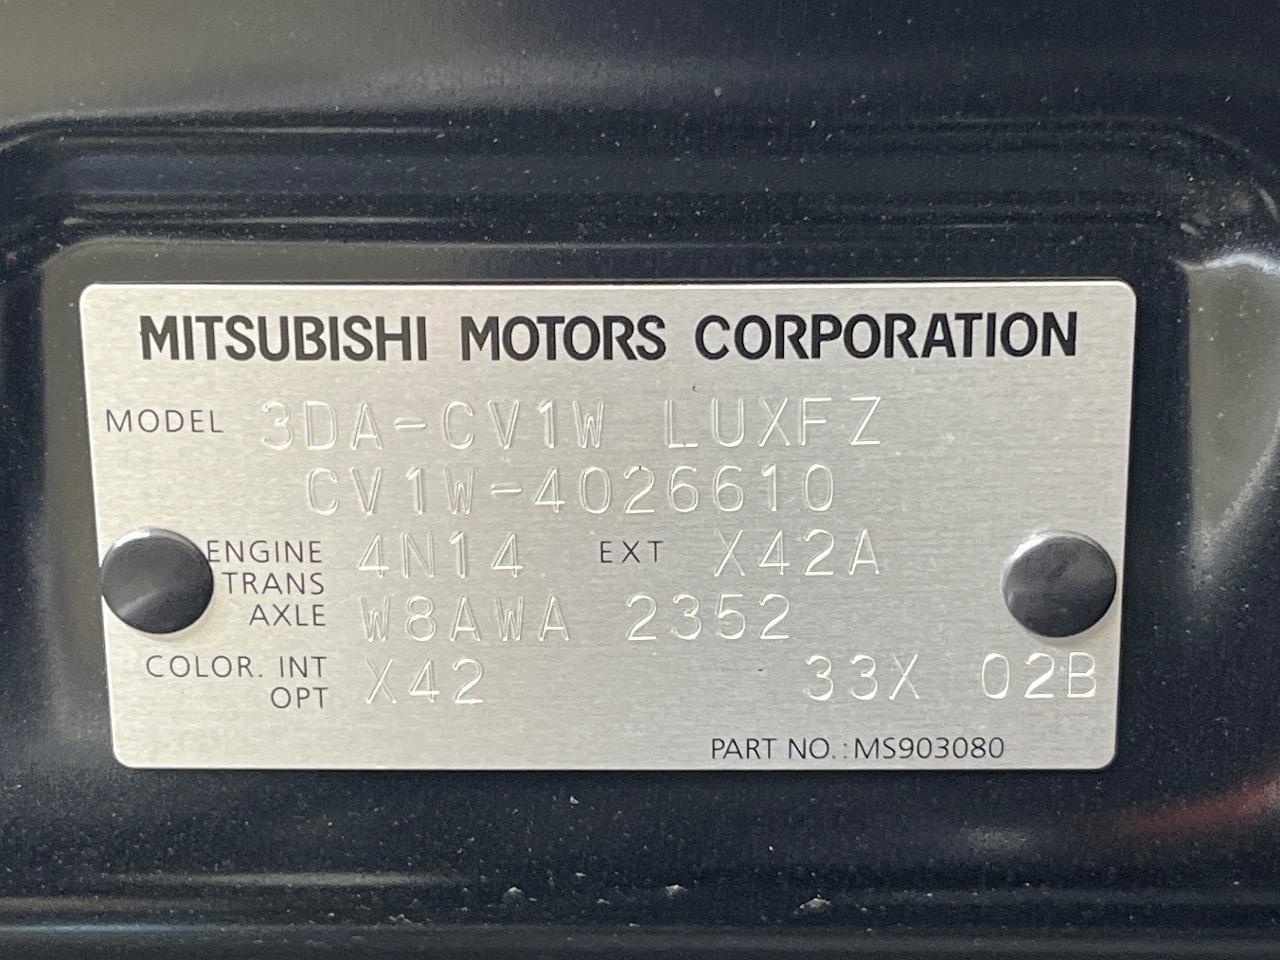 MITSUBISHI MOTORS CORPORATION
MODEL 3DA-CV1W LUXFZ
CV1W-4026610
ENGINE 4N14 EXT X42A
TRANS
AXLE W8AWA 2352
COLOR. INT X42 33X 02B
OPT
PART NO.:MS903080